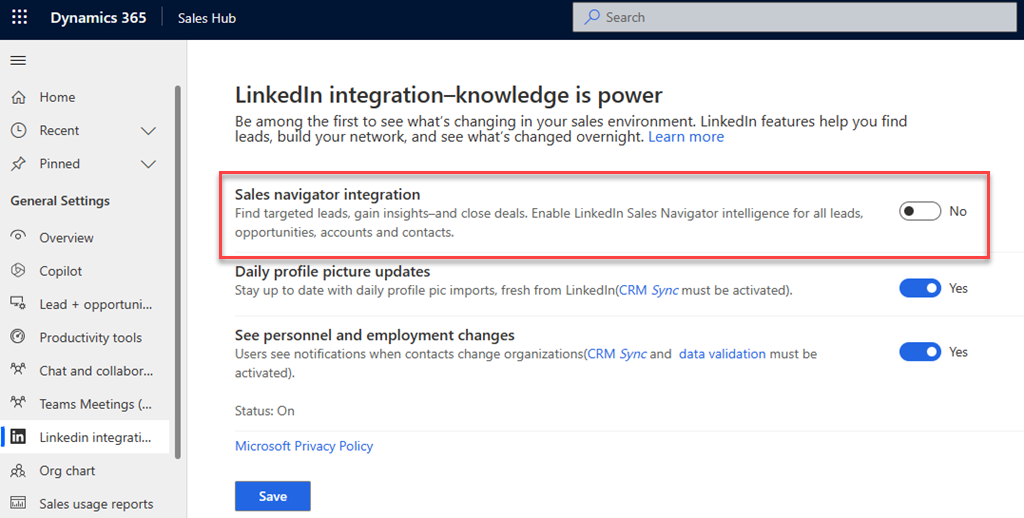 Dynamics 365
Sales Hub
Search
Home
Recent
Pinned
General Settings
Overview
Copilot
Lead + opportuni...
Productivity tools
Chat and collabor...
Teams Meetings (...
Linkedin integrati...
Org chart
Sales usage reports
LinkedIn integration–knowledge is power
Be among the first to see what's changing in your sales environment. LinkedIn features help you find
leads, build your network, and see what's changed overnight. Learn more
Sales navigator integration
Find targeted leads, gain insights–and close deals. Enable LinkedIn Sales Navigator intelligence for all leads,
opportunities, accounts and contacts.
No
Daily profile picture updates
Stay up to date with daily profile pic imports, fresh from LinkedIn(CRM Sync must be activated).
Yes
See personnel and employment changes
Users see notifications when contacts change organizations(CRM Sync and data validation must be
activated).
Yes
Status: On
Microsoft Privacy Policy
Save